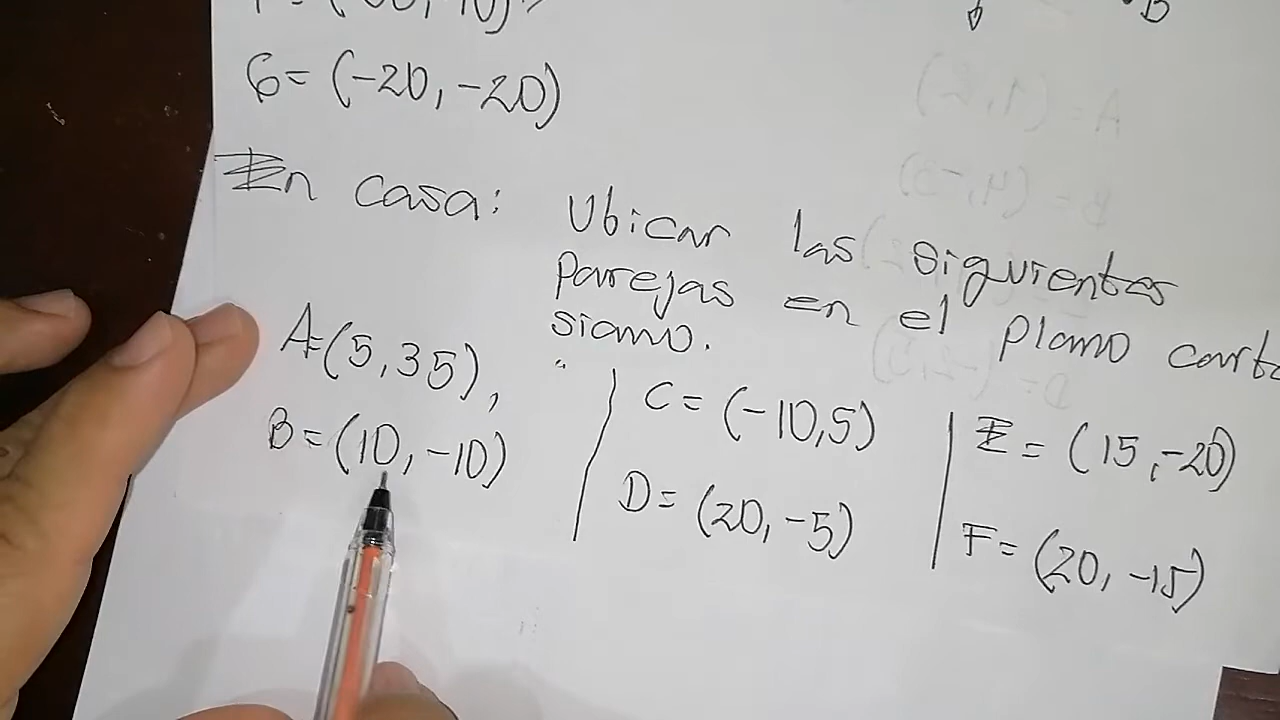 B
G= (-20, -20)
En casa: Ubicar las siguientes
parejas en el plano
siano.
A=(5,35),
B=(10,-10)
C=(-10,5)
D=(20,-5)
E=(15,-20)
F=(20,-15)